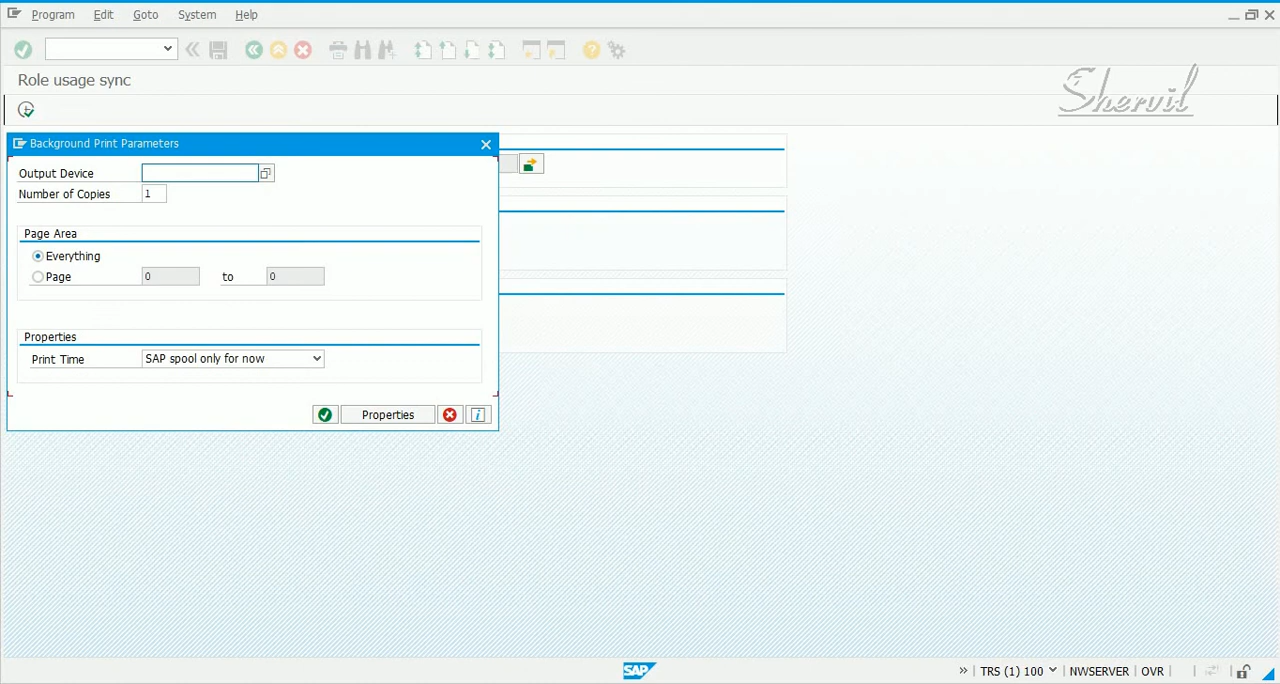 Program Edit Goto System Help
Role usage sync
Shervil
Background Print Parameters
Output Device
Number of Copies 1
Page Area
Everything
Page 0 to 0
Properties
Print Time SAP spool only for now
Properties
SAP TRS (1) 100 NWSERVER OVR